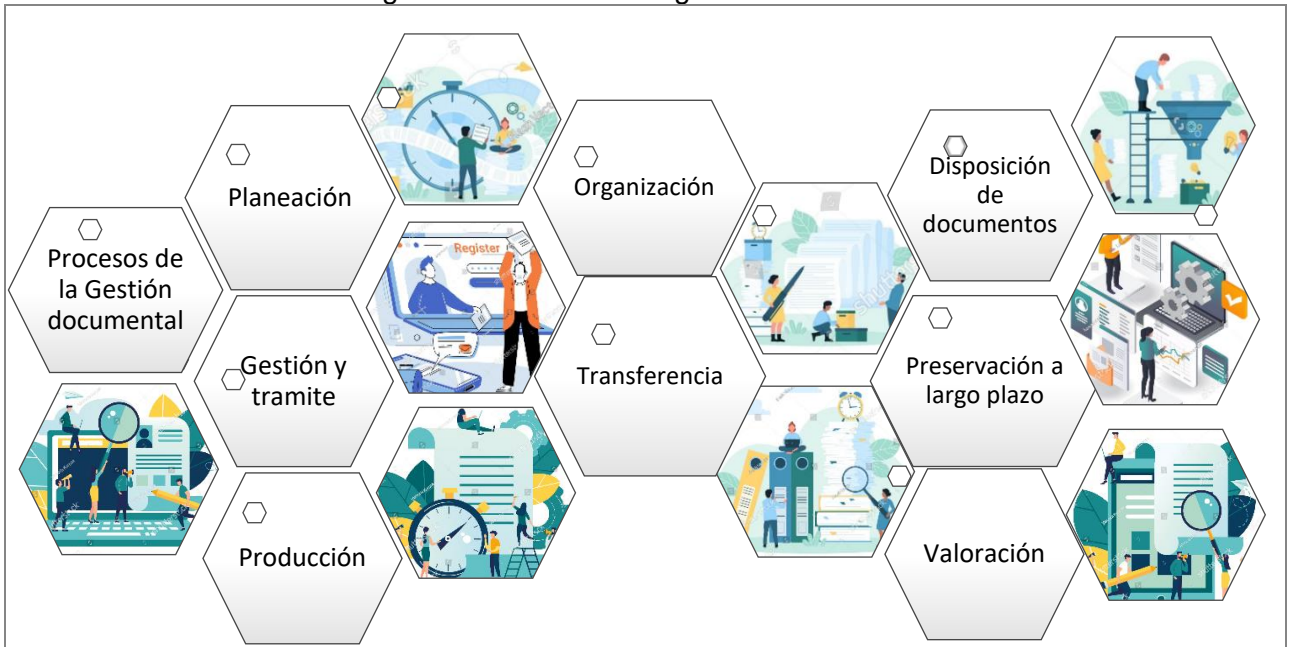 Procesos de
la Gestión
documental
Planeación
Gestión y
tramite
Producción
Register
Organización
Transferencia
Disposición
de
documentos
Preservación a
largo plazo
Valoración